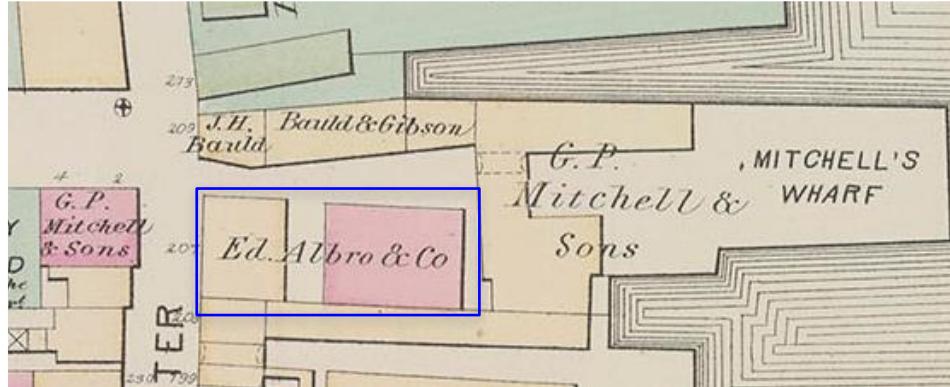 273
209
J. H.
Bauld
Bauld & Gibson
G. P.
Mitchell &
Sons
MITCHELL'S
WHARF
4 2
G. P.
Mitchell
& Sons
207
Ed. Albro & Co
Y
D
TER
199